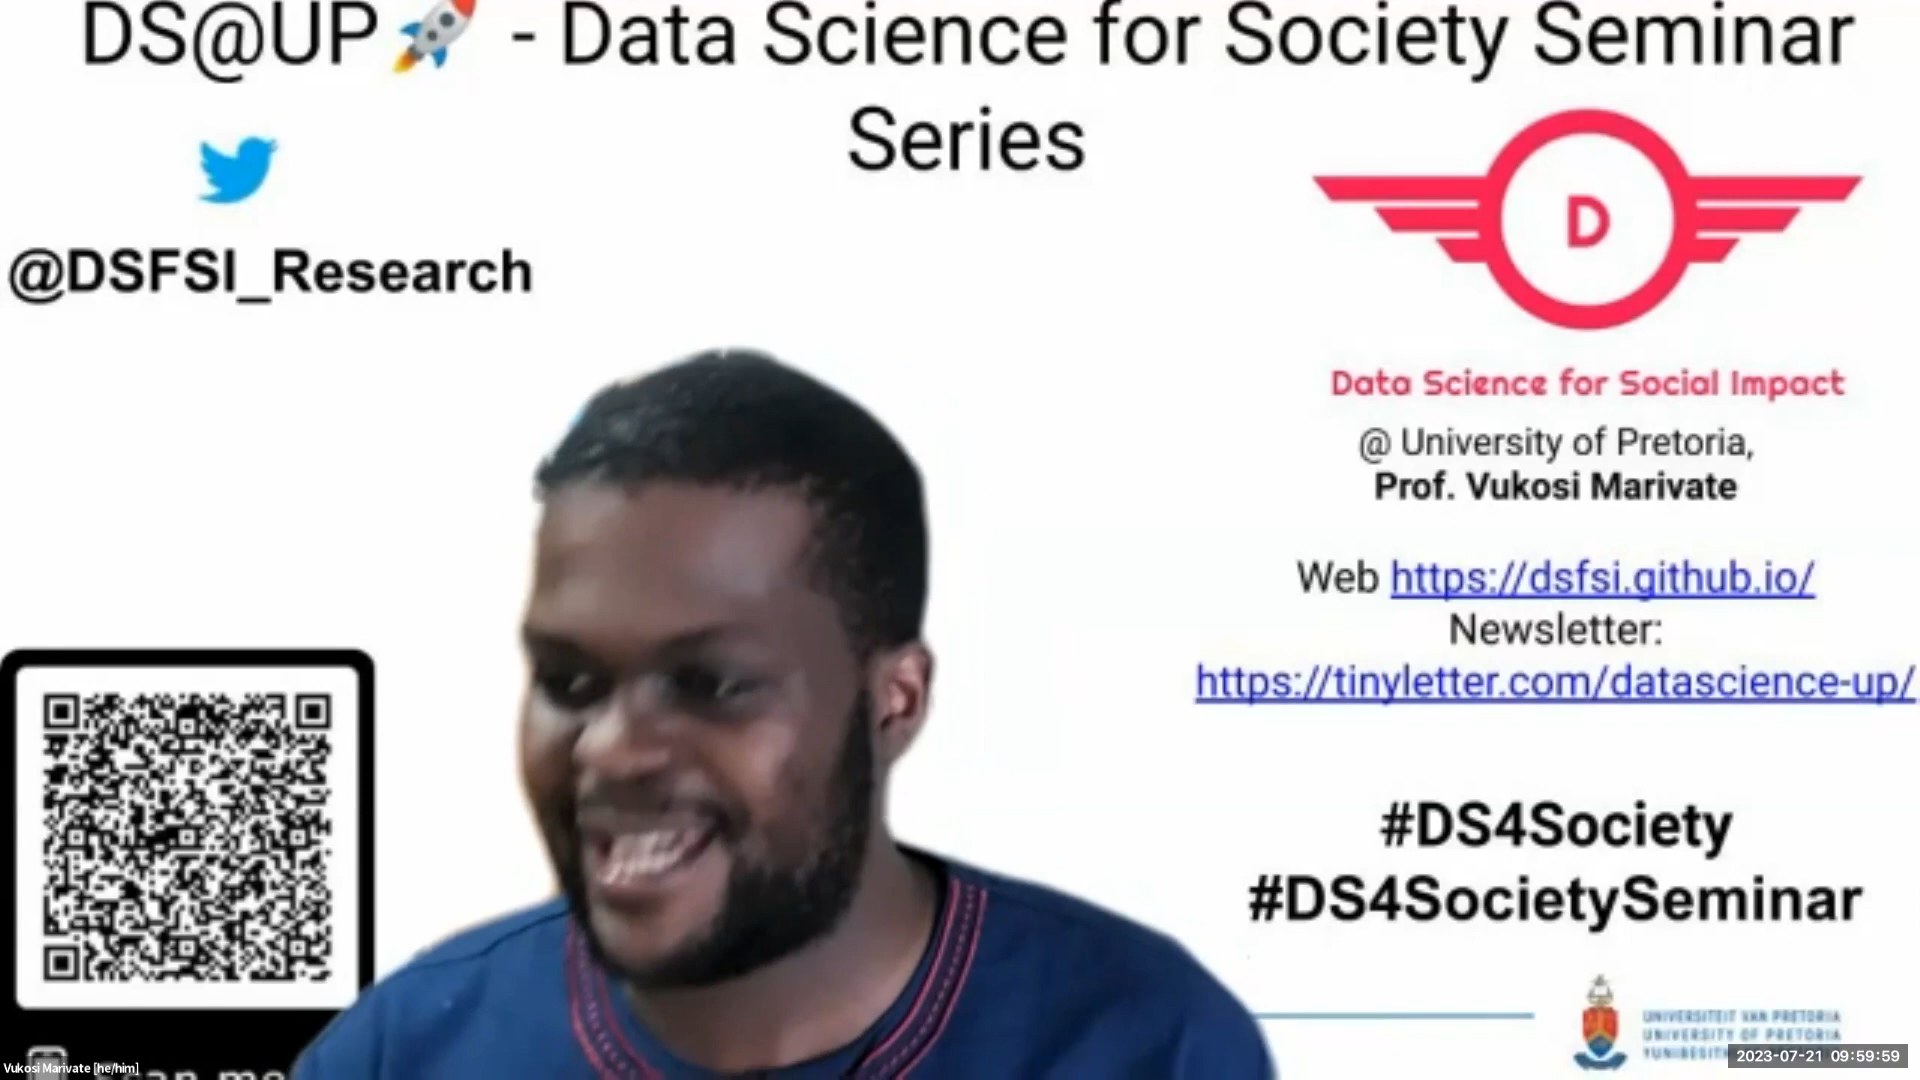 DS@UP🚀 - Data Science for Society Seminar
Series
@DSFSI_Research
D
Data Science for Social Impact
@ University of Pretoria,
Prof. Vukosi Marivate
Web https://dsfsi.github.io/
Newsletter:
https://tinyletter.com/datascience-up/
#DS4Society
#DS4SocietySeminar
UNIVERSITEIT VAN PRETORIA
UNIVERSITY OF PRETORIA
2023-07-21 09:59:59
Vukosi Marivate [he/him]